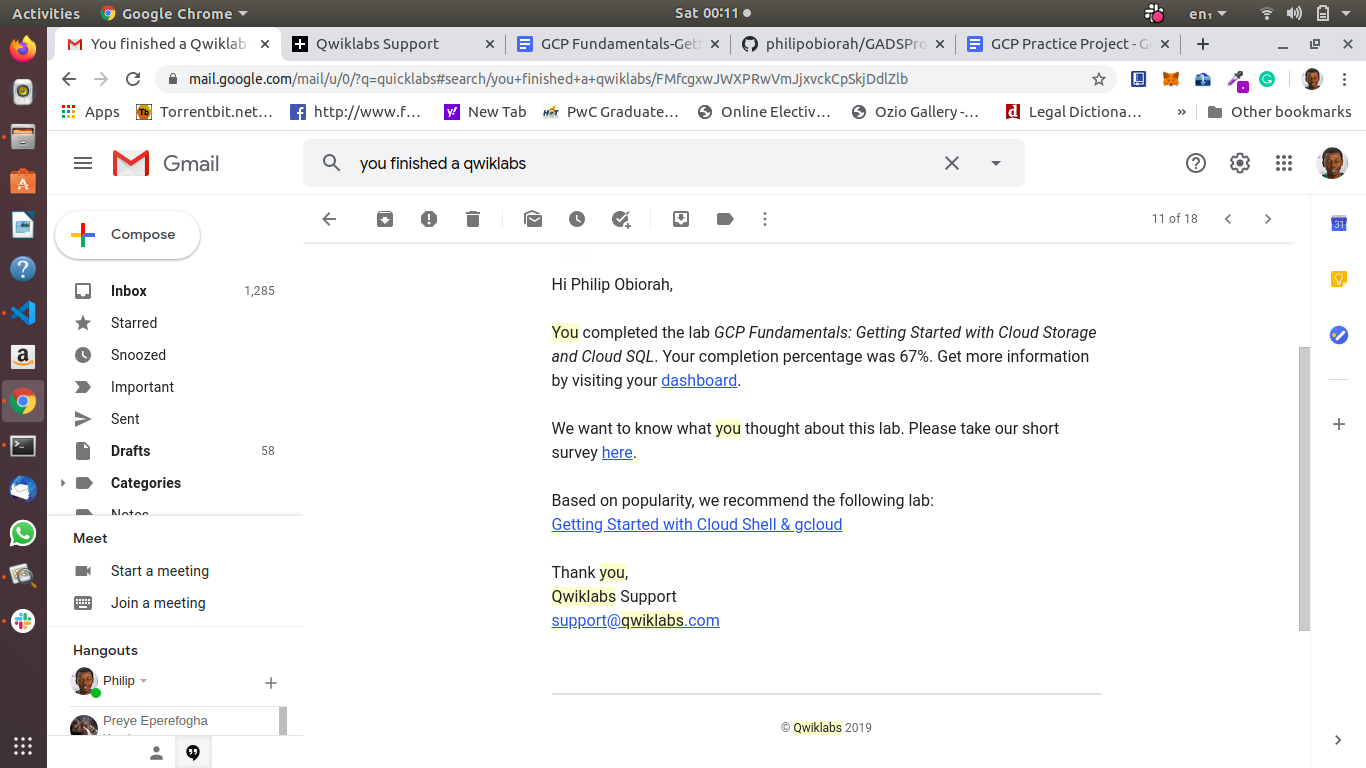 Activities
Google Chrome
Sat 00:11
en₁
You finished a Qwiklab
Qwiklabs Support
GCP Fundamentals-Get
philipobiorah/GADSPro
GCP Practice Project - G
mail.google.com/mail/u/0/?q=quicklabs#search/you+finished+a+qwiklabs/FMfcgxwJWXPRwVmJjxvckCpSkjDdlZlb
Apps
Torrentbit.net…
http://www.f…
New Tab
PwC Graduate…
Online Electiv…
Ozio Gallery -…
Legal Dictiona…
»
Other bookmarks
Gmail
you finished a qwiklabs
Compose
11 of 18
Inbox 1,285
Starred
Snoozed
Important
Sent
Drafts 58
Categories
Notes
Meet
Start a meeting
Join a meeting
Hangouts
Philip
Preye Eperefogha
Hi Philip Obiorah,
You completed the lab GCP Fundamentals: Getting Started with Cloud Storage
and Cloud SQL. Your completion percentage was 67%. Get more information
by visiting your dashboard.
We want to know what you thought about this lab. Please take our short
survey here.
Based on popularity, we recommend the following lab:
Getting Started with Cloud Shell & gcloud
Thank you,
Qwiklabs Support
support@qwiklabs.com
© Qwiklabs 2019
31